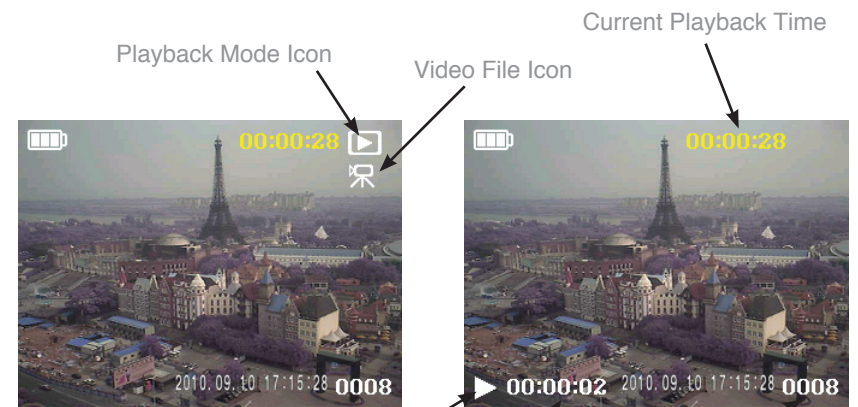 Current Playback Time
Playback Mode Icon
Video File Icon
00:00:28
2010.09.10 17:15:28 0008
00:00:28
00:00:02 2010.09.10 17:15:28 0008